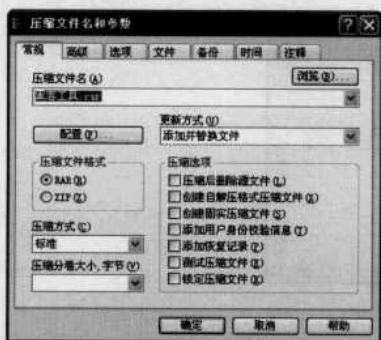 压缩文件名和参数
常规 高级 选项 文件 备份 时间 注释
压缩文件名(A)
浏览(B)...
配置(F)...
更新方式(U)
添加并替换文件
压缩文件格式
RAR(R)
ZIP(Z)
压缩方式(C)
标准
压缩分卷大小,字节(V)
压缩选项
压缩后删除源文件(L)
创建自解压格式压缩文件(X)
创建固实压缩文件(S)
添加用户身份校验信息(T)
添加恢复记录(P)
测试压缩文件(E)
锁定压缩文件(K)
确定 取消 帮助